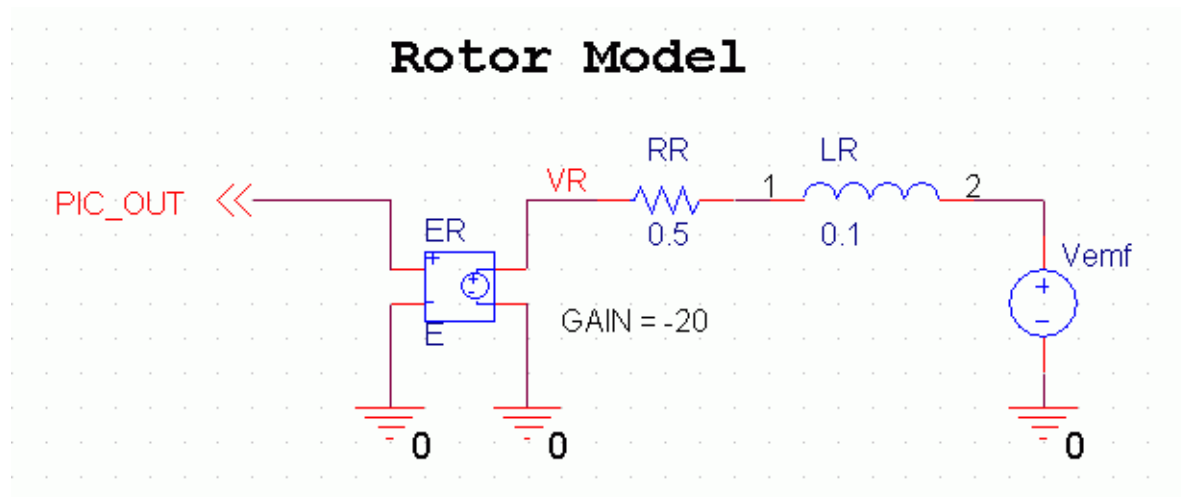 Rotor Model
RR LR
PIC_OUT VR 1 2
ER 0.5 0.1 Vemf
+ + +
- - -
E GAIN = -20
0 0 0